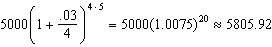 5000(1 + .03/4)^{4·5} = 5000(1.0075)^{20} ≈ 5805.92